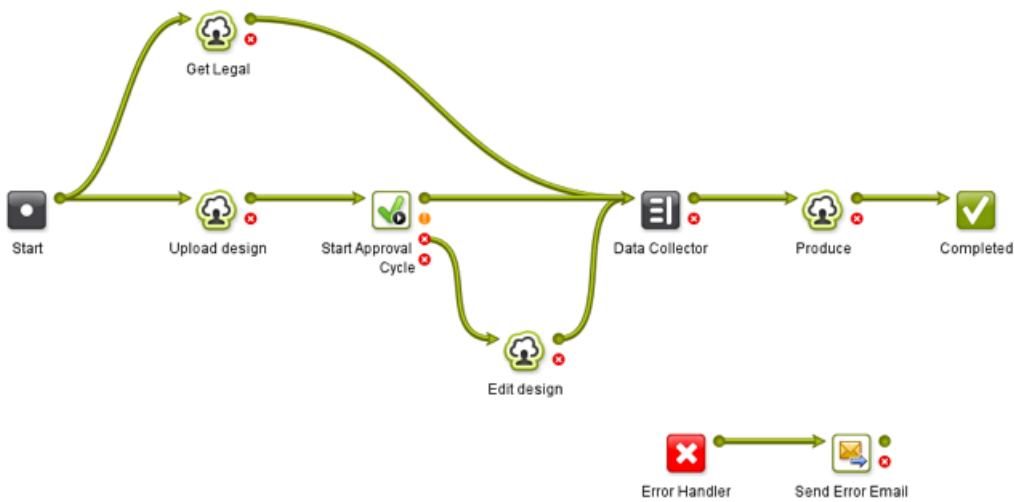 Get Legal
Start
Upload design
Start Approval
Cycle
Data Collector
Produce
Completed
Edit design
Error Handler
Send Error Email